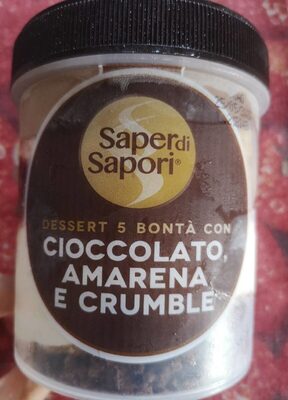 Saper di
Sapori®
DESSERT 5 BONTÀ CON
CIOCCOLATO,
AMARENA
E CRUMBLE